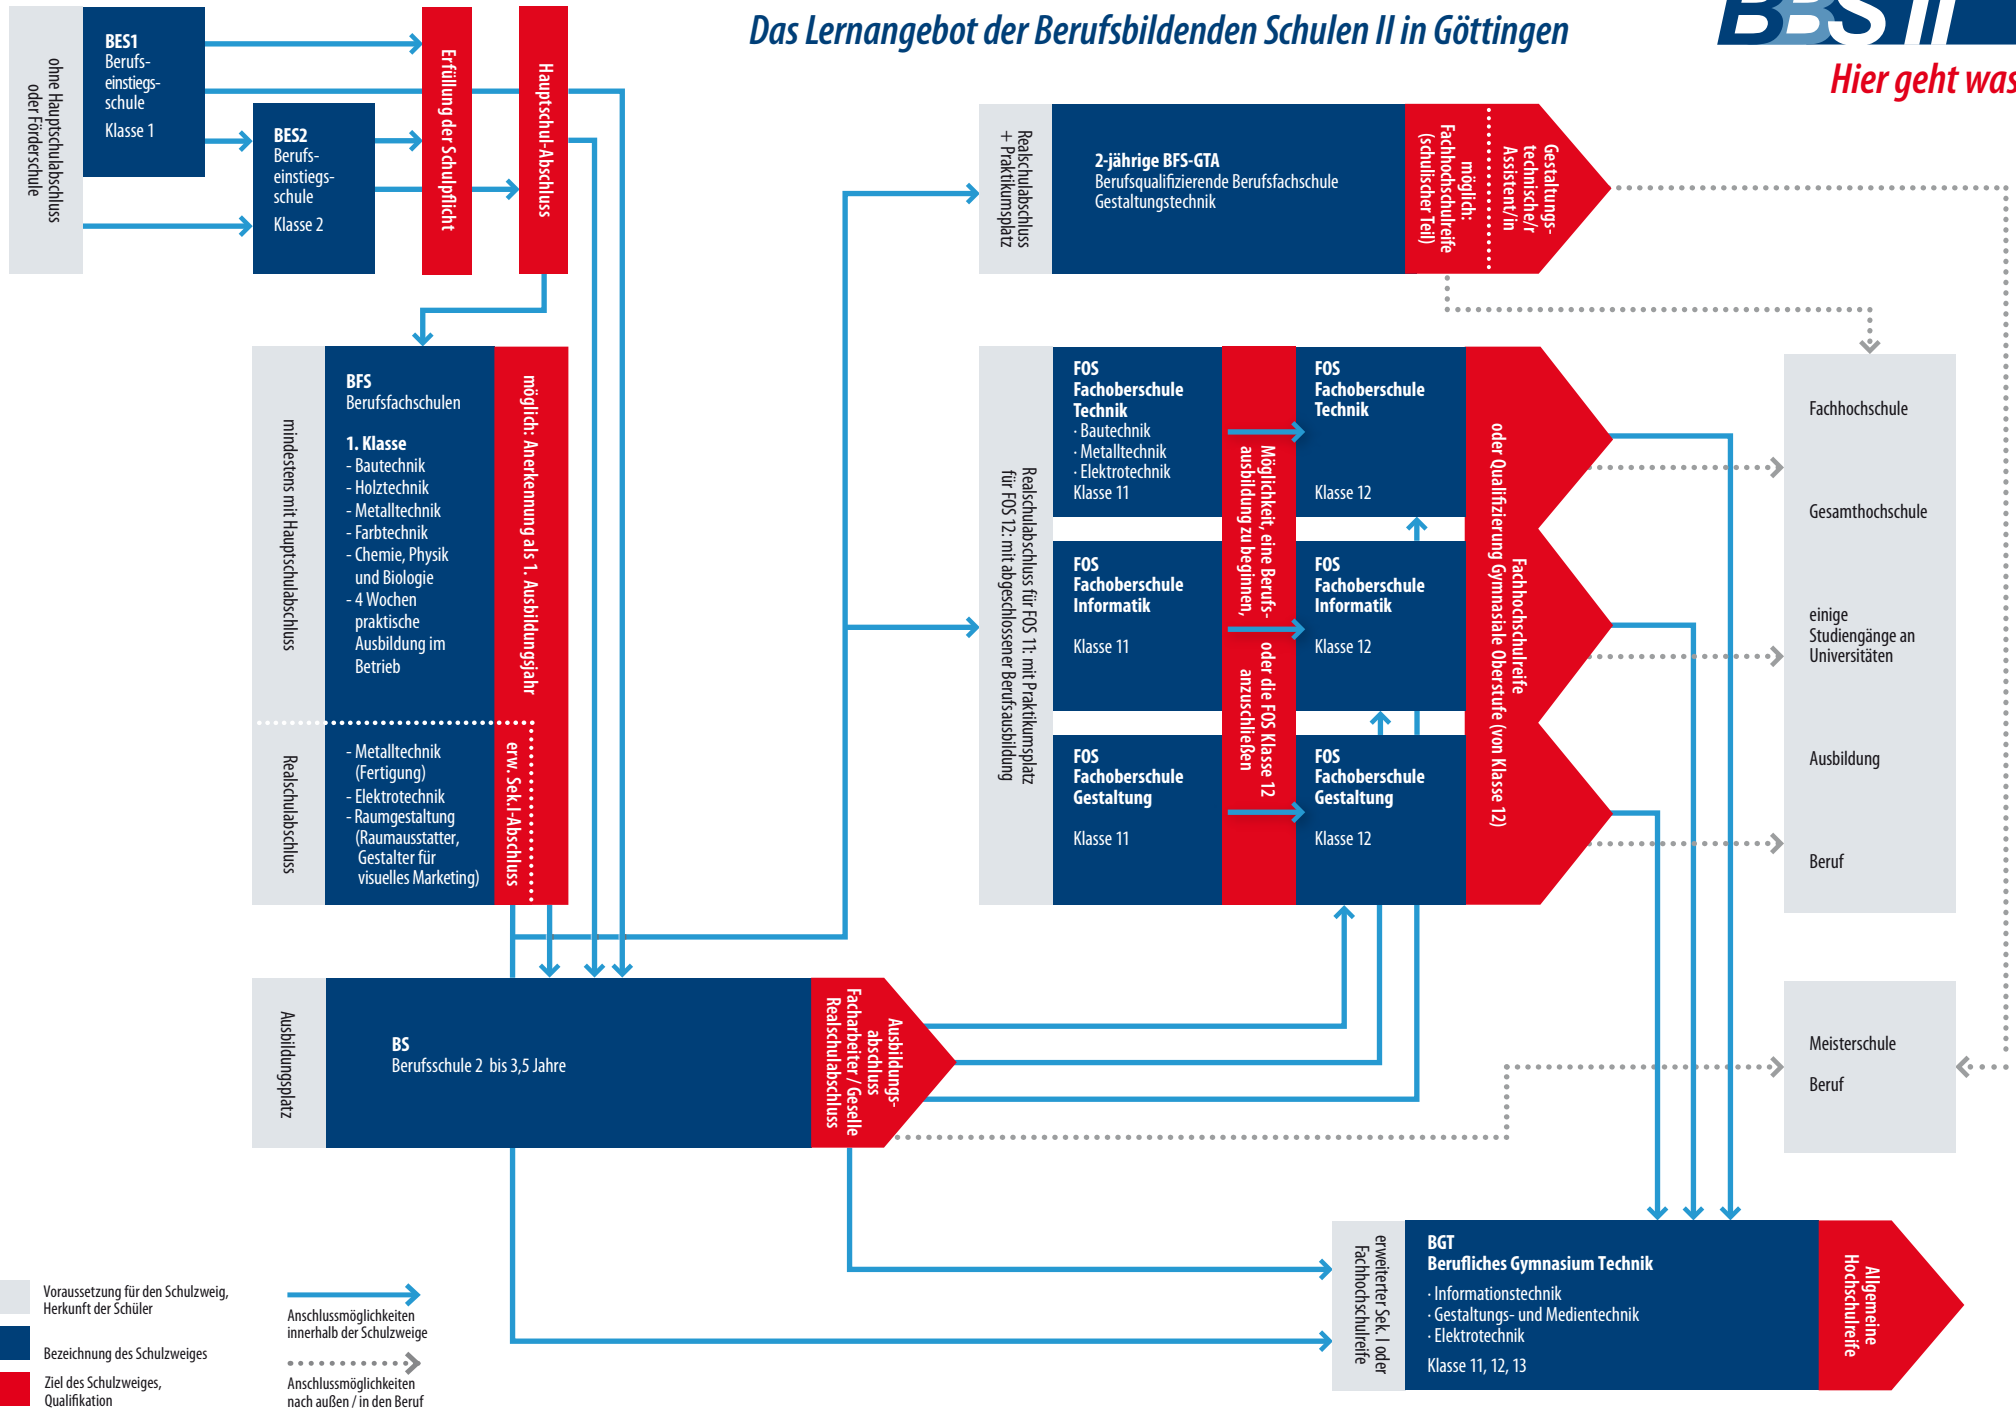 Das Lernangebot der Berufsbildenden Schulen II in Göttingen
BBS II
Hier geht was
ohne Hauptschulabschluss
oder Förderschule
BES1
Berufs-
einstiegs-
schule
Klasse 1
BES2
Berufs-
einstiegs-
schule
Klasse 2
Erfüllung der Schulpflicht
Hauptschul-Abschluss
Realschulabschluss
+ Praktikumsplatz
2-jährige BFS-GTA
Berufsqualifizierende Berufsfachschule
Gestaltungstechnik
möglich:
Fachhochschulreife
(schulischer Teil)
Gestaltungs-
technische/r
Assistent/in
mindestens mit Hauptschulabschluss
BFS
Berufsfachschulen
1. Klasse
- Bautechnik
- Holztechnik
- Metalltechnik
- Farbtechnik
- Chemie, Physik
und Biologie
- 4 Wochen
praktische
Ausbildung im
Betrieb
möglich: Anerkennung als 1. Ausbildungsjahr
Realschulabschluss
- Metalltechnik
(Fertigung)
- Elektrotechnik
- Raumgestaltung
(Raumausstatter,
Gestalter für
visuelles Marketing)
erw. Sek.I-Abschluss
Realschulabschluss für FOS 11: mit Praktikumsplatz
für FOS 12: mit abgeschlossener Berufsausbildung
FOS
Fachoberschule
Technik
· Bautechnik
· Metalltechnik
· Elektrotechnik
Klasse 11
FOS
Fachoberschule
Informatik
Klasse 11
FOS
Fachoberschule
Gestaltung
Klasse 11
Möglichkeit, eine Berufs-
ausbildung zu beginnen,
oder die FOS Klasse 12
anzuschließen
FOS
Fachoberschule
Technik
Klasse 12
FOS
Fachoberschule
Informatik
Klasse 12
FOS
Fachoberschule
Gestaltung
Klasse 12
Fachhochschulreife
oder Qualifizierung Gymnasiale Oberstufe (von Klasse 12)
Fachhochschule
Gesamthochschule
einige
Studiengänge an
Universitäten
Ausbildung
Beruf
Ausbildungsplatz
BS
Berufsschule 2 bis 3,5 Jahre
Ausbildungs-
abschluss
Facharbeiter / Geselle
Realschulabschluss
Meisterschule
Beruf
erweiterter Sek. I oder
Fachhochschulreife
BGT
Berufliches Gymnasium Technik
· Informationstechnik
· Gestaltungs- und Medientechnik
· Elektrotechnik
Klasse 11, 12, 13
Allgemeine
Hochschulreife
Voraussetzung für den Schulzweig,
Herkunft der Schüler
Bezeichnung des Schulzweiges
Ziel des Schulzweiges,
Qualifikation
Anschlussmöglichkeiten
innerhalb der Schulzweige
Anschlussmöglichkeiten
nach außen / in den Beruf